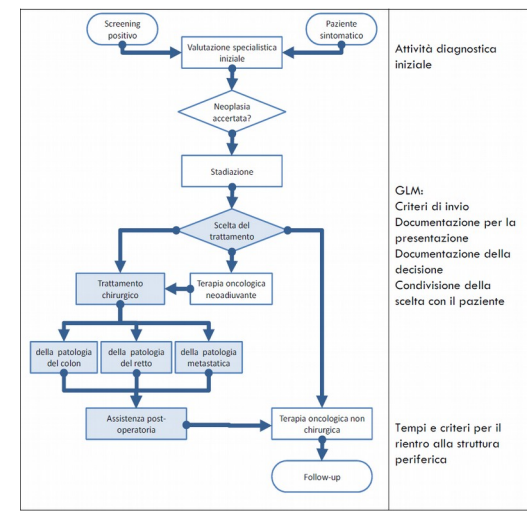 Screening
positivo
Paziente
sintomatico
Valutazione specialistica
iniziale
Neoplasia
accertata?
Stadiazione
Scelta del
trattamento
Trattamento
chirurgico
Terapia oncologica
neoadiuvante
della patologia
del colon
della patologia
del retto
della patologia
metastatica
Assistenza post-
operatoria
Terapia oncologica non
chirurgica
Follow-up
Attività diagnostica
iniziale
GLM:
Criteri di invio
Documentazione per la
presentazione
Documentazione della
decisione
Condivisione della
scelta con il paziente
Tempi e criteri per il
rientro alla struttura
periferica